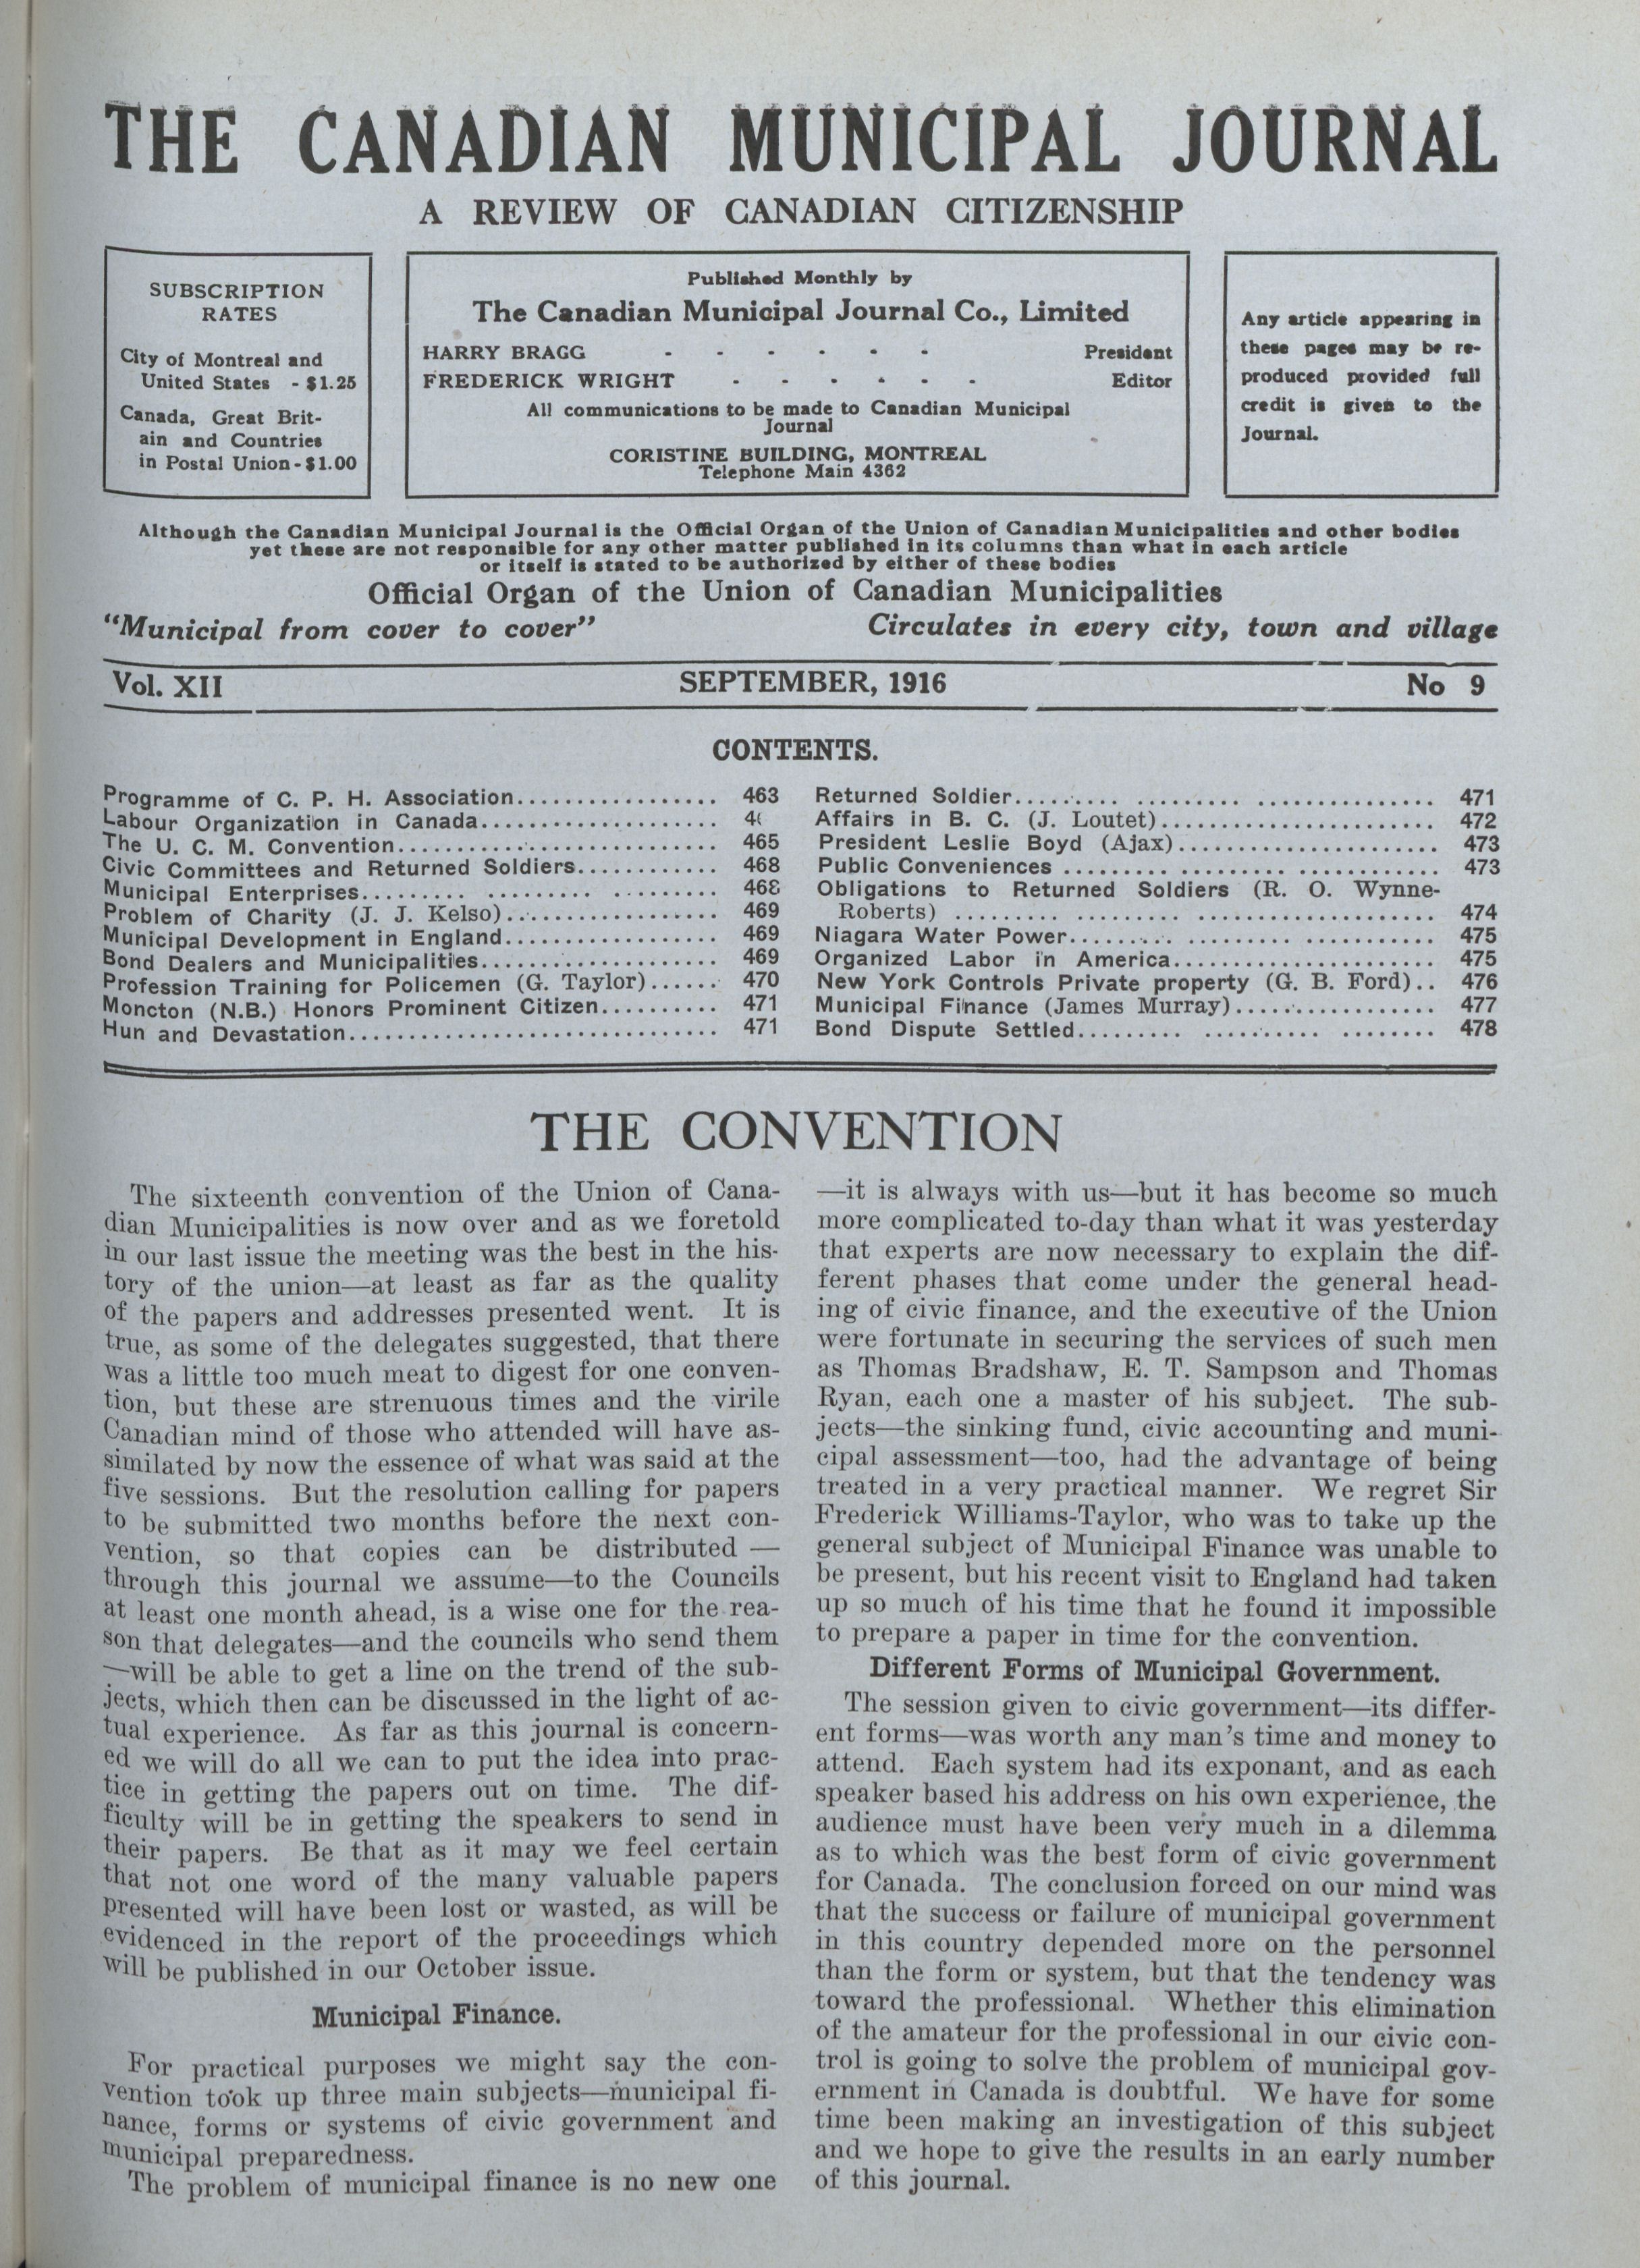 THE CANADIAN MUNICIPAL JOURNAL
A REVIEW OF CANADIAN CITIZENSHIP
SUBSCRIPTION
RATES
City of Montreal and
United States - $1.25
Canada, Great Brit-
ain and Countries
in Postal Union - $1.00
Published Monthly by
The Canadian Municipal Journal Co., Limited
HARRY BRAGG - - - - - - President
FREDERICK WRIGHT - - - - - - Editor
All communications to be made to Canadian Municipal
Journal
CORISTINE BUILDING, MONTREAL
Telephone Main 4362
Any article appearing in
these pages may be re-
produced provided full
credit is given to the
Journal.
Although the Canadian Municipal Journal is the Official Organ of the Union of Canadian Municipalities and other bodies
yet these are not responsible for any other matter published in its columns than what in each article
or itself is stated to be authorized by either of these bodies
Official Organ of the Union of Canadian Municipalities
"Municipal from cover to cover" Circulates in every city, town and village
Vol. XII SEPTEMBER, 1916 No 9
CONTENTS.
Programme of C. P. H. Association................. 463
Labour Organization in Canada.................... 4
The U. C. M. Convention........................... 465
Civic Committees and Returned Soldiers............ 468
Municipal Enterprises......... ......... ......... 468
Problem of Charity (J. J. Kelso).................. 469
Municipal Development in England.................. 469
Bond Dealers and Municipalities.................... 469
Profession Training for Policemen (G. Taylor)...... 470
Moncton (N.B.) Honors Prominent Citizen.......... 471
Hun and Devastation............................... 471
Returned Soldier......... ......... ............... 471
Affairs in B. C. (J. Loutet)........................ 472
President Leslie Boyd (Ajax)...................... 473
Public Conveniences ......... ......... .......... 473
Obligations to Returned Soldiers (R. O. Wynne-
Roberts) ......... ......... ..................... 474
Niagara Water Power......... ......... ........... 475
Organized Labor in America....................... 475
New York Controls Private property (G. B. Ford).. 476
Municipal Finance (James Murray)................. 477
Bond Dispute Settled......... .......... ........ 478
THE CONVENTION
The sixteenth convention of the Union of Cana-
dian Municipalities is now over and as we foretold
in our last issue the meeting was the best in the his-
tory of the union—at least as far as the quality
of the papers and addresses presented went. It is
true, as some of the delegates suggested, that there
was a little too much meat to digest for one conven-
tion, but these are strenuous times and the virile
Canadian mind of those who attended will have as-
similated by now the essence of what was said at the
five sessions. But the resolution calling for papers
to be submitted two months before the next con-
vention, so that copies can be distributed —
through this journal we assume—to the Councils
at least one month ahead, is a wise one for the rea-
son that delegates—and the councils who send them
—will be able to get a line on the trend of the sub-
jects, which then can be discussed in the light of ac-
tual experience. As far as this journal is concern-
ed we will do all we can to put the idea into prac-
tice in getting the papers out on time. The dif-
ficulty will be in getting the speakers to send in
their papers. Be that as it may we feel certain
that not one word of the many valuable papers
presented will have been lost or wasted, as will be
evidenced in the report of the proceedings which
will be published in our October issue.
Municipal Finance.
For practical purposes we might say the con-
vention took up three main subjects—municipal fi-
nance, forms or systems of civic government and
municipal preparedness.
The problem of municipal finance is no new one
—it is always with us—but it has become so much
more complicated to-day than what it was yesterday
that experts are now necessary to explain the dif-
ferent phases that come under the general head-
ing of civic finance, and the executive of the Union
were fortunate in securing the services of such men
as Thomas Bradshaw, E. T. Sampson and Thomas
Ryan, each one a master of his subject. The sub-
jects—the sinking fund, civic accounting and muni-
cipal assessment—too, had the advantage of being
treated in a very practical manner. We regret Sir
Frederick Williams-Taylor, who was to take up the
general subject of Municipal Finance was unable to
be present, but his recent visit to England had taken
up so much of his time that he found it impossible
to prepare a paper in time for the convention.
Different Forms of Municipal Government.
The session given to civic government—its differ-
ent forms—was worth any man's time and money to
attend. Each system had its exponant, and as each
speaker based his address on his own experience, the
audience must have been very much in a dilemma
as to which was the best form of civic government
for Canada. The conclusion forced on our mind was
that the success or failure of municipal government
in this country depended more on the personnel
than the form or system, but that the tendency was
toward the professional. Whether this elimination
of the amateur for the professional in our civic con-
trol is going to solve the problem of municipal gov-
ernment in Canada is doubtful. We have for some
time been making an investigation of this subject
and we hope to give the results in an early number
of this journal.